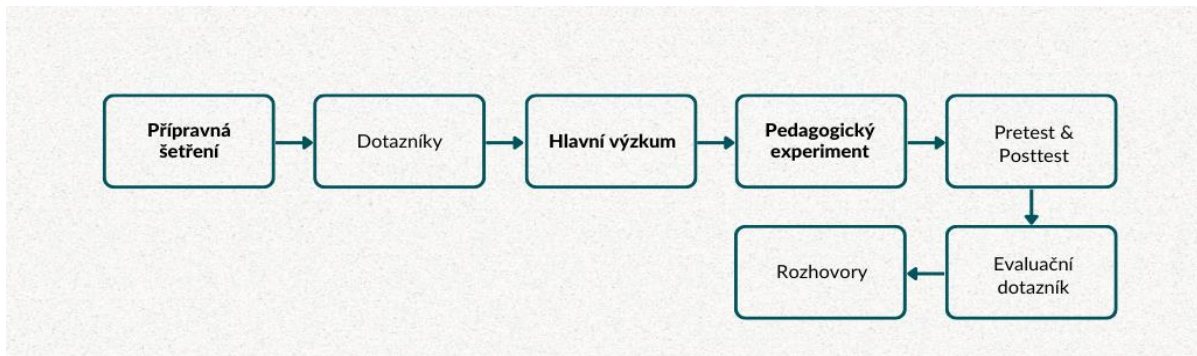 Přípravná
šetření
Dotazníky
Hlavní výzkum
Pedagogický
experiment
Pretest &
Posttest
Evaluační
dotazník
Rozhovory